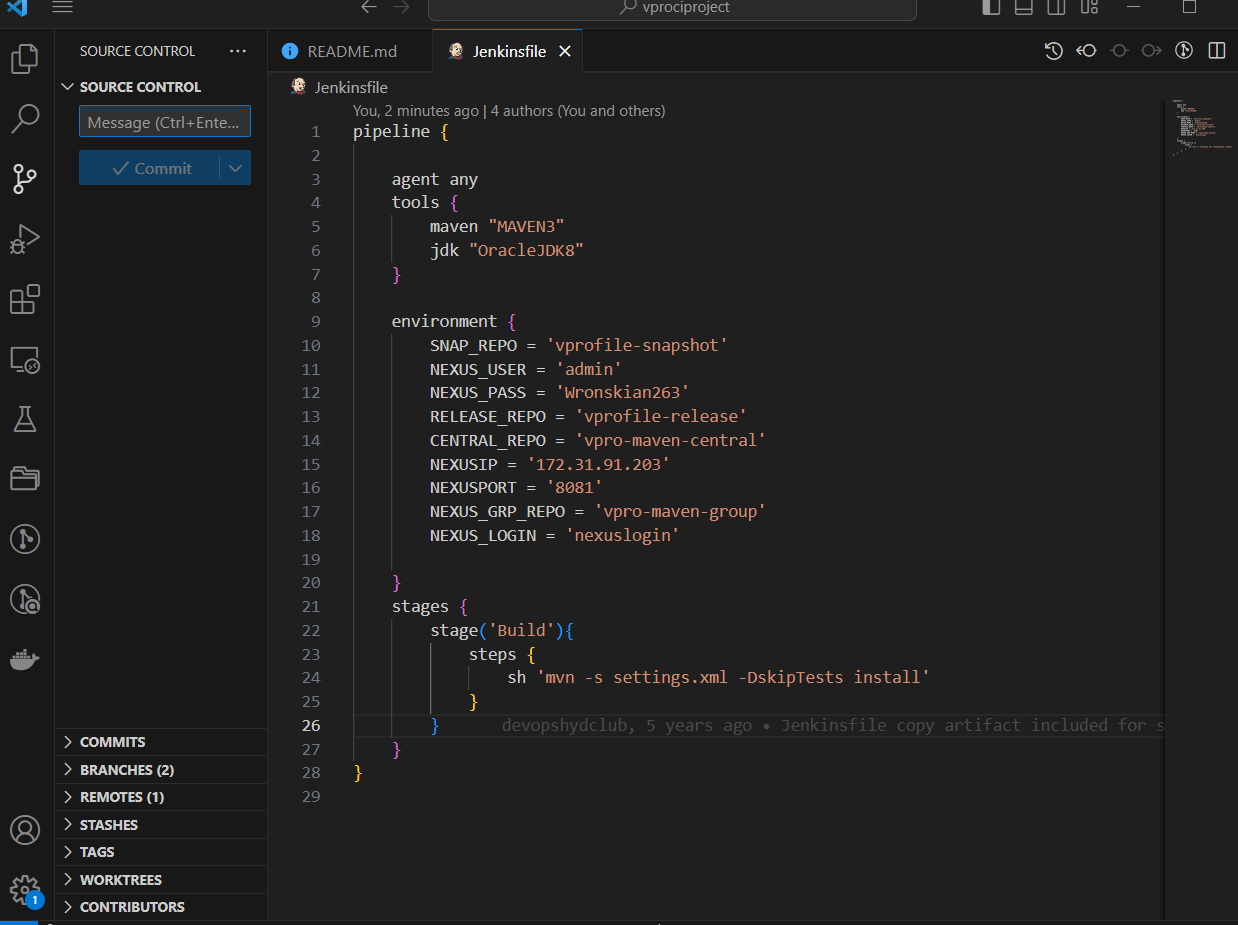 vprociproject
SOURCE CONTROL
README.md
Jenkinsfile
SOURCE CONTROL
Message (Ctrl+Ente...
Commit
Jenkinsfile
You, 2 minutes ago | 4 authors (You and others)
1 pipeline {
2
3 agent any
4 tools {
5 maven "MAVEN3"
6 jdk "OracleJDK8"
7 }
8
9 environment {
10 SNAP_REPO = 'vprofile-snapshot'
11 NEXUS_USER = 'admin'
12 NEXUS_PASS = 'Wronskian263'
13 RELEASE_REPO = 'vprofile-release'
14 CENTRAL_REPO = 'vpro-maven-central'
15 NEXUSIP = '172.31.91.203'
16 NEXUSPORT = '8081'
17 NEXUS_GRP_REPO = 'vpro-maven-group'
18 NEXUS_LOGIN = 'nexuslogin'
19
20 }
21 stages {
22 stage('Build'){
23 steps {
24 sh 'mvn -s settings.xml -DskipTests install'
25 }
26 } devopshydclub, 5 years ago • Jenkinsfile copy artifact included for s
27 }
28 }
29
COMMITS
BRANCHES (2)
REMOTES (1)
STASHES
TAGS
WORKTREES
CONTRIBUTORS
1